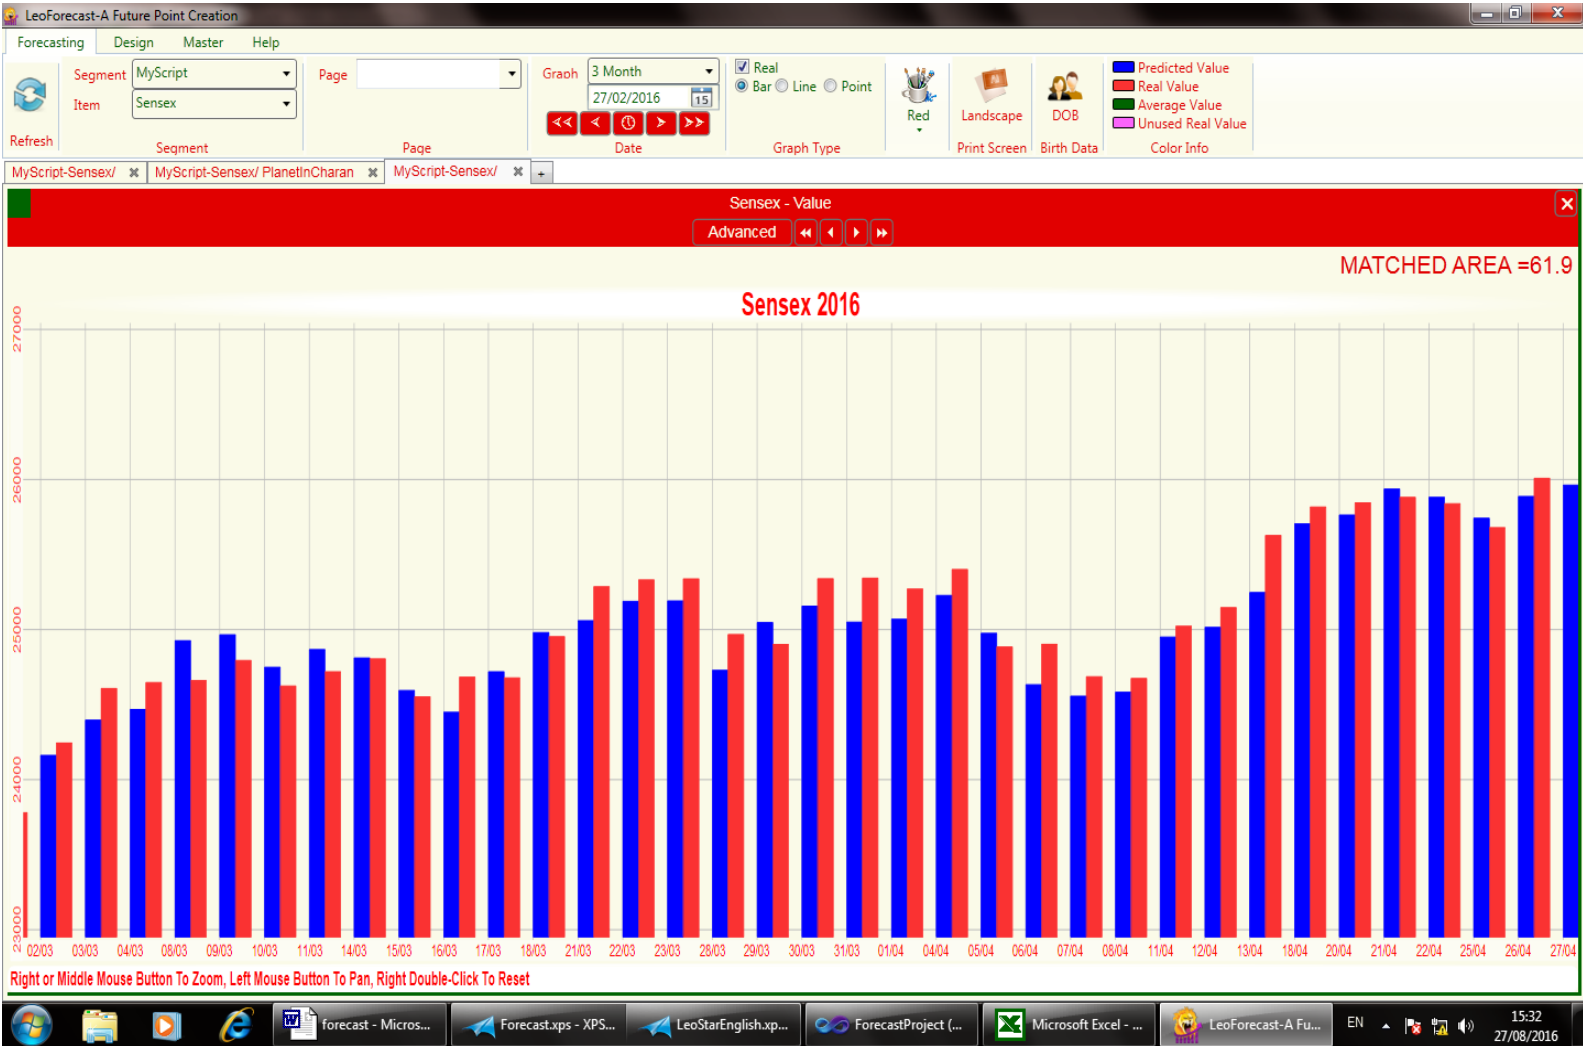 LeoForecast-A Future Point Creation
Forecasting Design Master Help
Segment MyScript Page Graph 3 Month Real Predicted Value
Item Sensex 27/02/2016 15 Bar Line Point Real Value
Red Landscape DOB Average Value
Unused Real Value
Refresh Segment Page Date Graph Type Print Screen Birth Data Color Info
MyScript-Sensex/ MyScript-Sensex/ PlanetInCharan MyScript-Sensex/ +
Sensex - Value
Advanced
MATCHED AREA =61.9
Sensex 2016
27000
26000
25000
24000
23000
02/03 03/03 04/03 08/03 09/03 10/03 11/03 14/03 15/03 16/03 17/03 18/03 21/03 22/03 23/03 28/03 29/03 30/03 31/03 01/04 04/04 05/04 06/04 07/04 08/04 11/04 12/04 13/04 18/04 20/04 21/04 22/04 25/04 26/04 27/04
Right or Middle Mouse Button To Zoom, Left Mouse Button To Pan, Right Double-Click To Reset
forecast - Micros... Forecast.xps - XPS... LeoStarEnglish.xp... ForecastProject (... Microsoft Excel - ... LeoForecast-A Fu... EN 15:32
27/08/2016